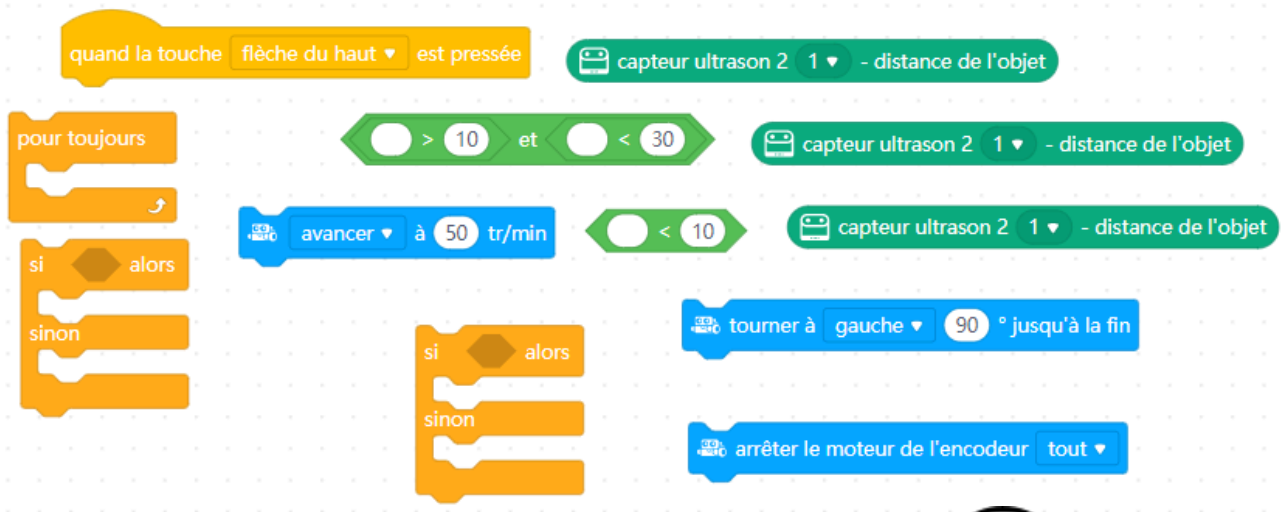 quand la touche flèche du haut ▾ est pressée
capteur ultrason 2 1 ▾ - distance de l'objet
pour toujours
> 10 et < 30
capteur ultrason 2 1 ▾ - distance de l'objet
avancer ▾ à 50 tr/min
< 10
capteur ultrason 2 1 ▾ - distance de l'objet
si alors
sinon
tourner à gauche ▾ 90 ° jusqu'à la fin
si alors
sinon
arrêter le moteur de l'encodeur tout ▾